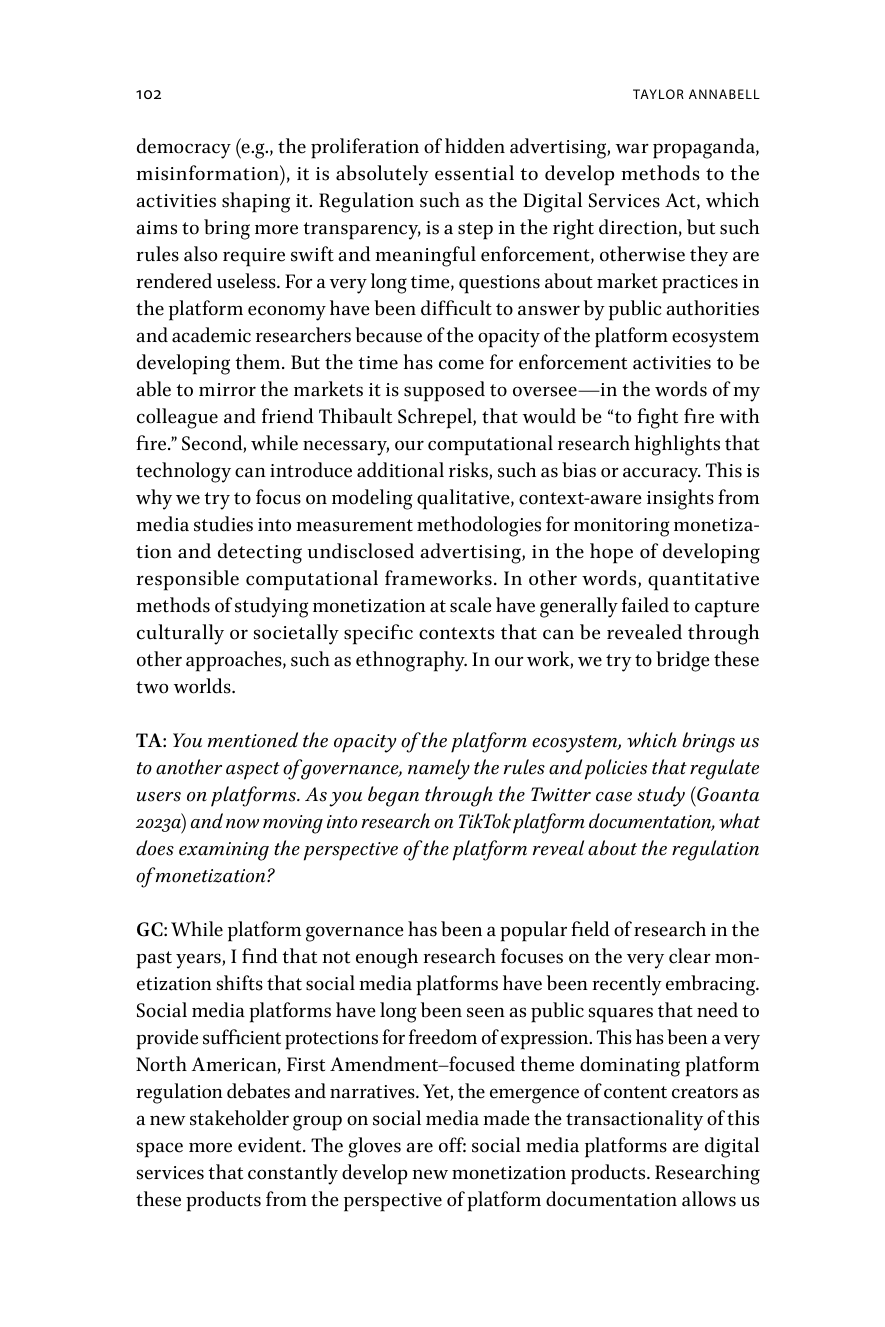 102 TAYLOR ANNABELL
democracy (e.g., the proliferation of hidden advertising, war propaganda,
misinformation), it is absolutely essential to develop methods to the
activities shaping it. Regulation such as the Digital Services Act, which
aims to bring more transparency, is a step in the right direction, but such
rules also require swift and meaningful enforcement, otherwise they are
rendered useless. For a very long time, questions about market practices in
the platform economy have been difficult to answer by public authorities
and academic researchers because of the opacity of the platform ecosystem
developing them. But the time has come for enforcement activities to be
able to mirror the markets it is supposed to oversee—in the words of my
colleague and friend Thibault Schrepel, that would be “to fight fire with
fire.” Second, while necessary, our computational research highlights that
technology can introduce additional risks, such as bias or accuracy. This is
why we try to focus on modeling qualitative, context-aware insights from
media studies into measurement methodologies for monitoring monetiza-
tion and detecting undisclosed advertising, in the hope of developing
responsible computational frameworks. In other words, quantitative
methods of studying monetization at scale have generally failed to capture
culturally or societally specific contexts that can be revealed through
other approaches, such as ethnography. In our work, we try to bridge these
two worlds.
TA: You mentioned the opacity of the platform ecosystem, which brings us
to another aspect of governance, namely the rules and policies that regulate
users on platforms. As you began through the Twitter case study (Goanta
2023a) and now moving into research on TikTok platform documentation, what
does examining the perspective of the platform reveal about the regulation
of monetization?
GC: While platform governance has been a popular field of research in the
past years, I find that not enough research focuses on the very clear mon-
etization shifts that social media platforms have been recently embracing.
Social media platforms have long been seen as public squares that need to
provide sufficient protections for freedom of expression. This has been a very
North American, First Amendment–focused theme dominating platform
regulation debates and narratives. Yet, the emergence of content creators as
a new stakeholder group on social media made the transactionality of this
space more evident. The gloves are off: social media platforms are digital
services that constantly develop new monetization products. Researching
these products from the perspective of platform documentation allows us